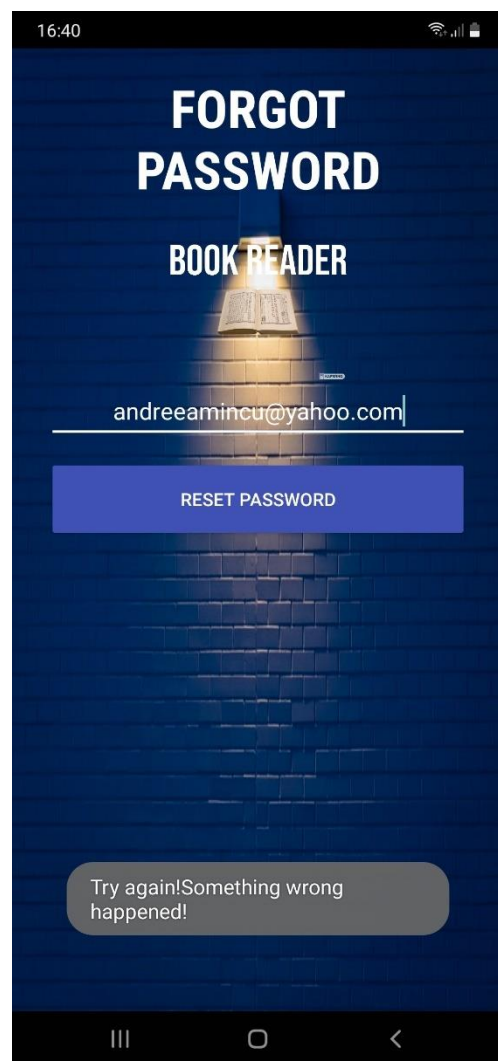 16:40
FORGOT
PASSWORD
BOOK READER
andreeamincu@yahoo.com
RESET PASSWORD
Try again!Something wrong
happened!